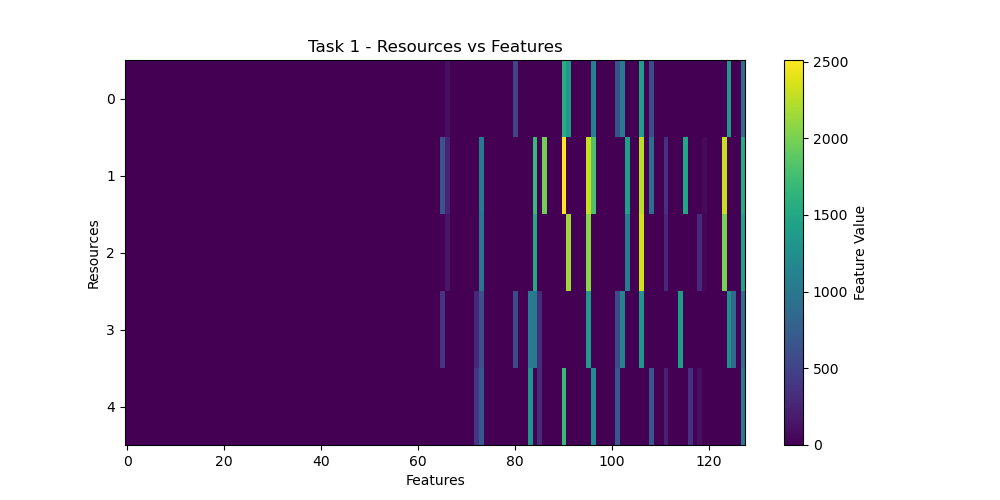 Task 1 - Resources vs Features
Resources
0
1
2
3
4
0 20 40 60 80 100 120
Features
2500
2000
1500
1000
500
0
Feature Value